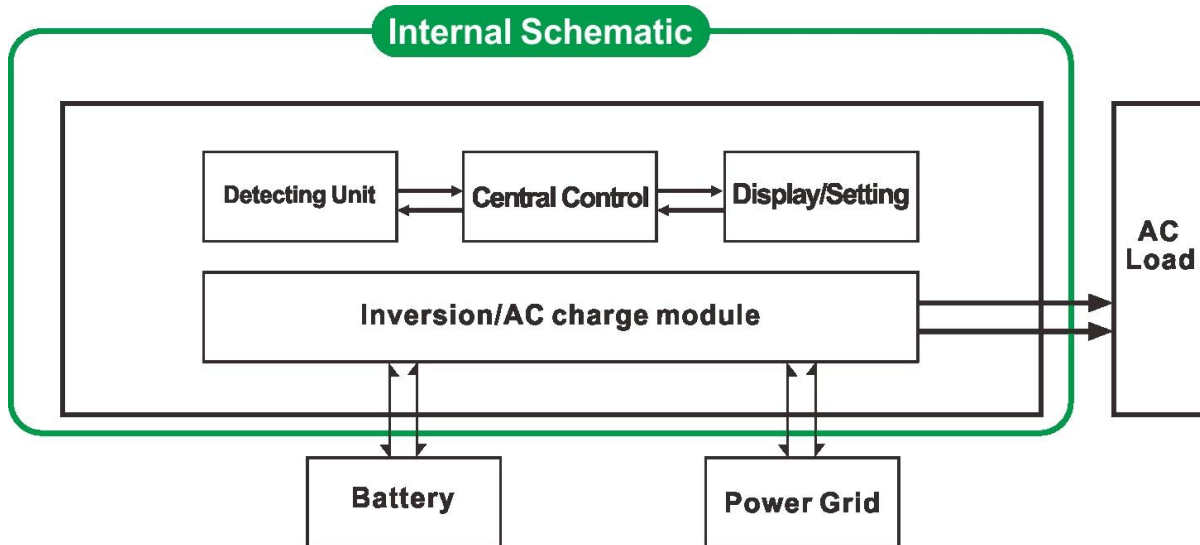 Internal Schematic
Detecting Unit
Central Control
Display/Setting
AC
Load
Inversion/AC charge module
Battery
Power Grid